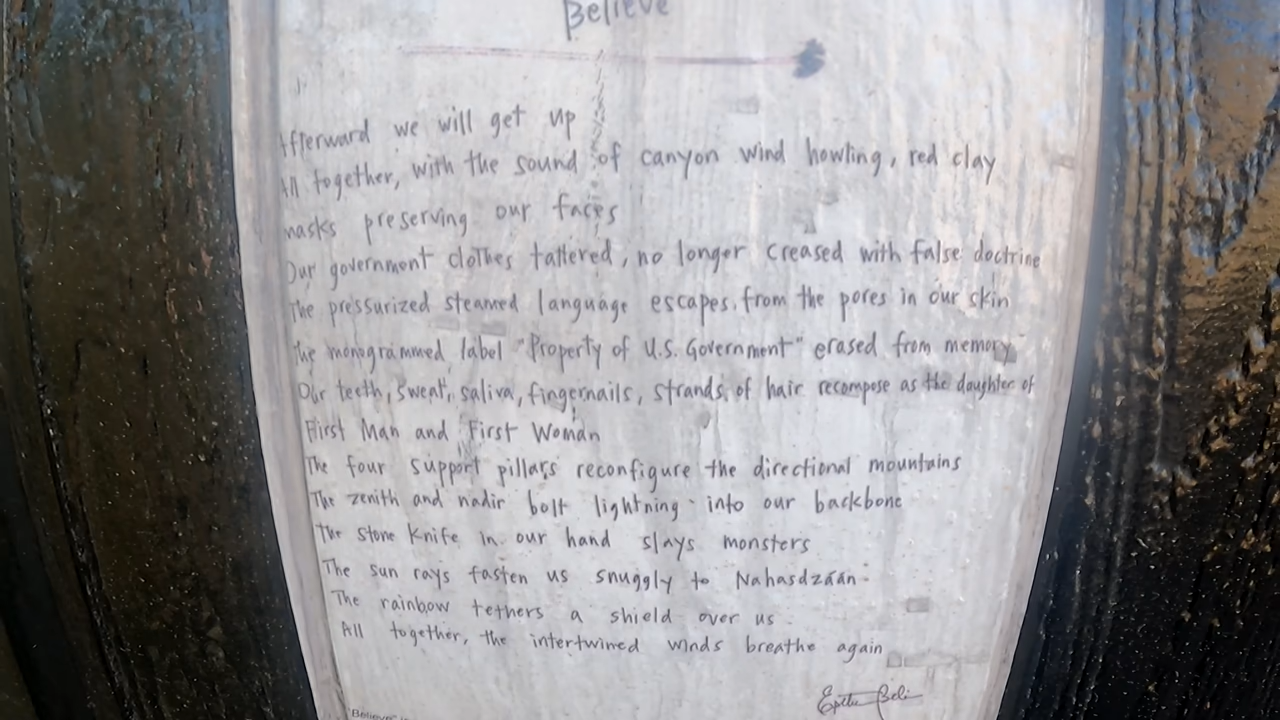 Believe
Afterward we will get up
All together, with the sound of canyon wind howling, red clay
masks preserving our faces
Our government clothes tattered, no longer creased with false doctrine
The pressurized steamed language escapes from the pores in our skin
The monogrammed label "Property of U.S. Government" erased from memory
Our teeth, sweat, saliva, fingernails, strands of hair recompose as the daughter of
First Man and First Woman
The four support pillars reconfigure the directional mountains
The zenith and nadir bolt lightning into our backbone
The stone knife in our hand slays monsters
The sun rays fasten us snuggly to Nahasdzáán
The rainbow tethers a shield over us
All together, the intertwined winds breathe again
"Believe"